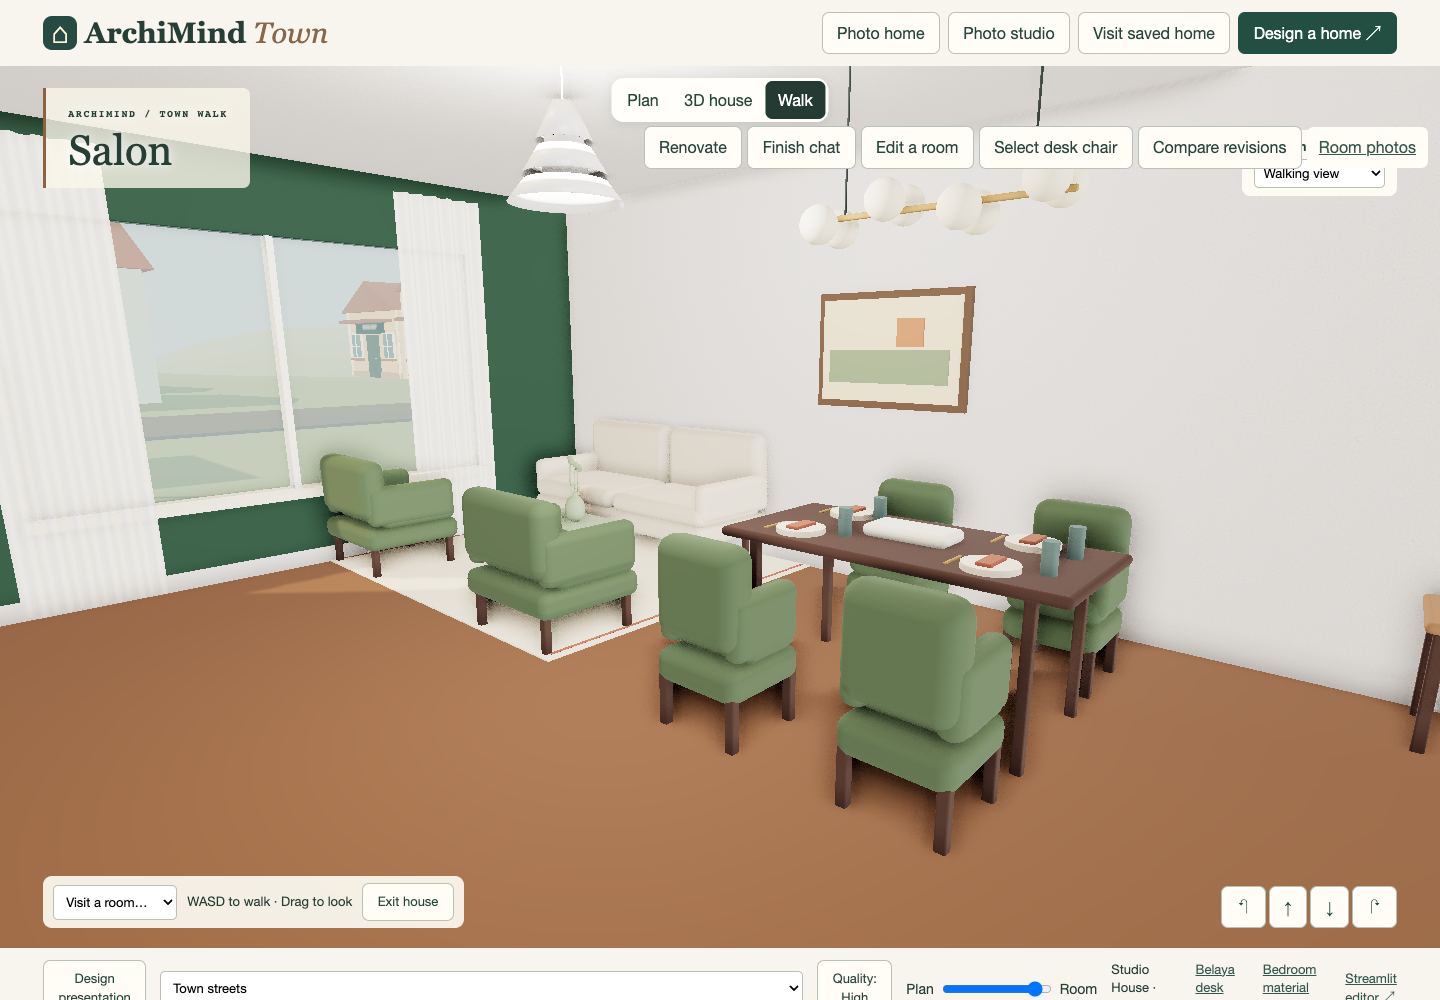 ArchiMind Town
Photo home
Photo studio
Visit saved home
Design a home ↗
ARCHIMIND / TOWN WALK
Salon
Plan
3D house
Walk
Renovate
Finish chat
Edit a room
Select desk chair
Compare revisions
Room photos
Walking view
Visit a room...
WASD to walk · Drag to look
Exit house
↑
↓
Design
presentation
Town streets
Quality:
High
Plan
Room
Studio
House ·
Belaya
desk
Bedroom
material
Streamlit
editor ↗